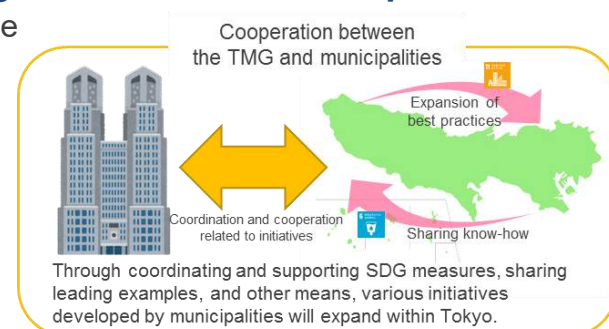 Cooperation between
the TMG and municipalities
Expansion of
best practices
Coordination and cooperation
related to initiatives
Sharing know-how
Through coordinating and supporting SDG measures, sharing
leading examples, and other means, various initiatives
developed by municipalities will expand within Tokyo.